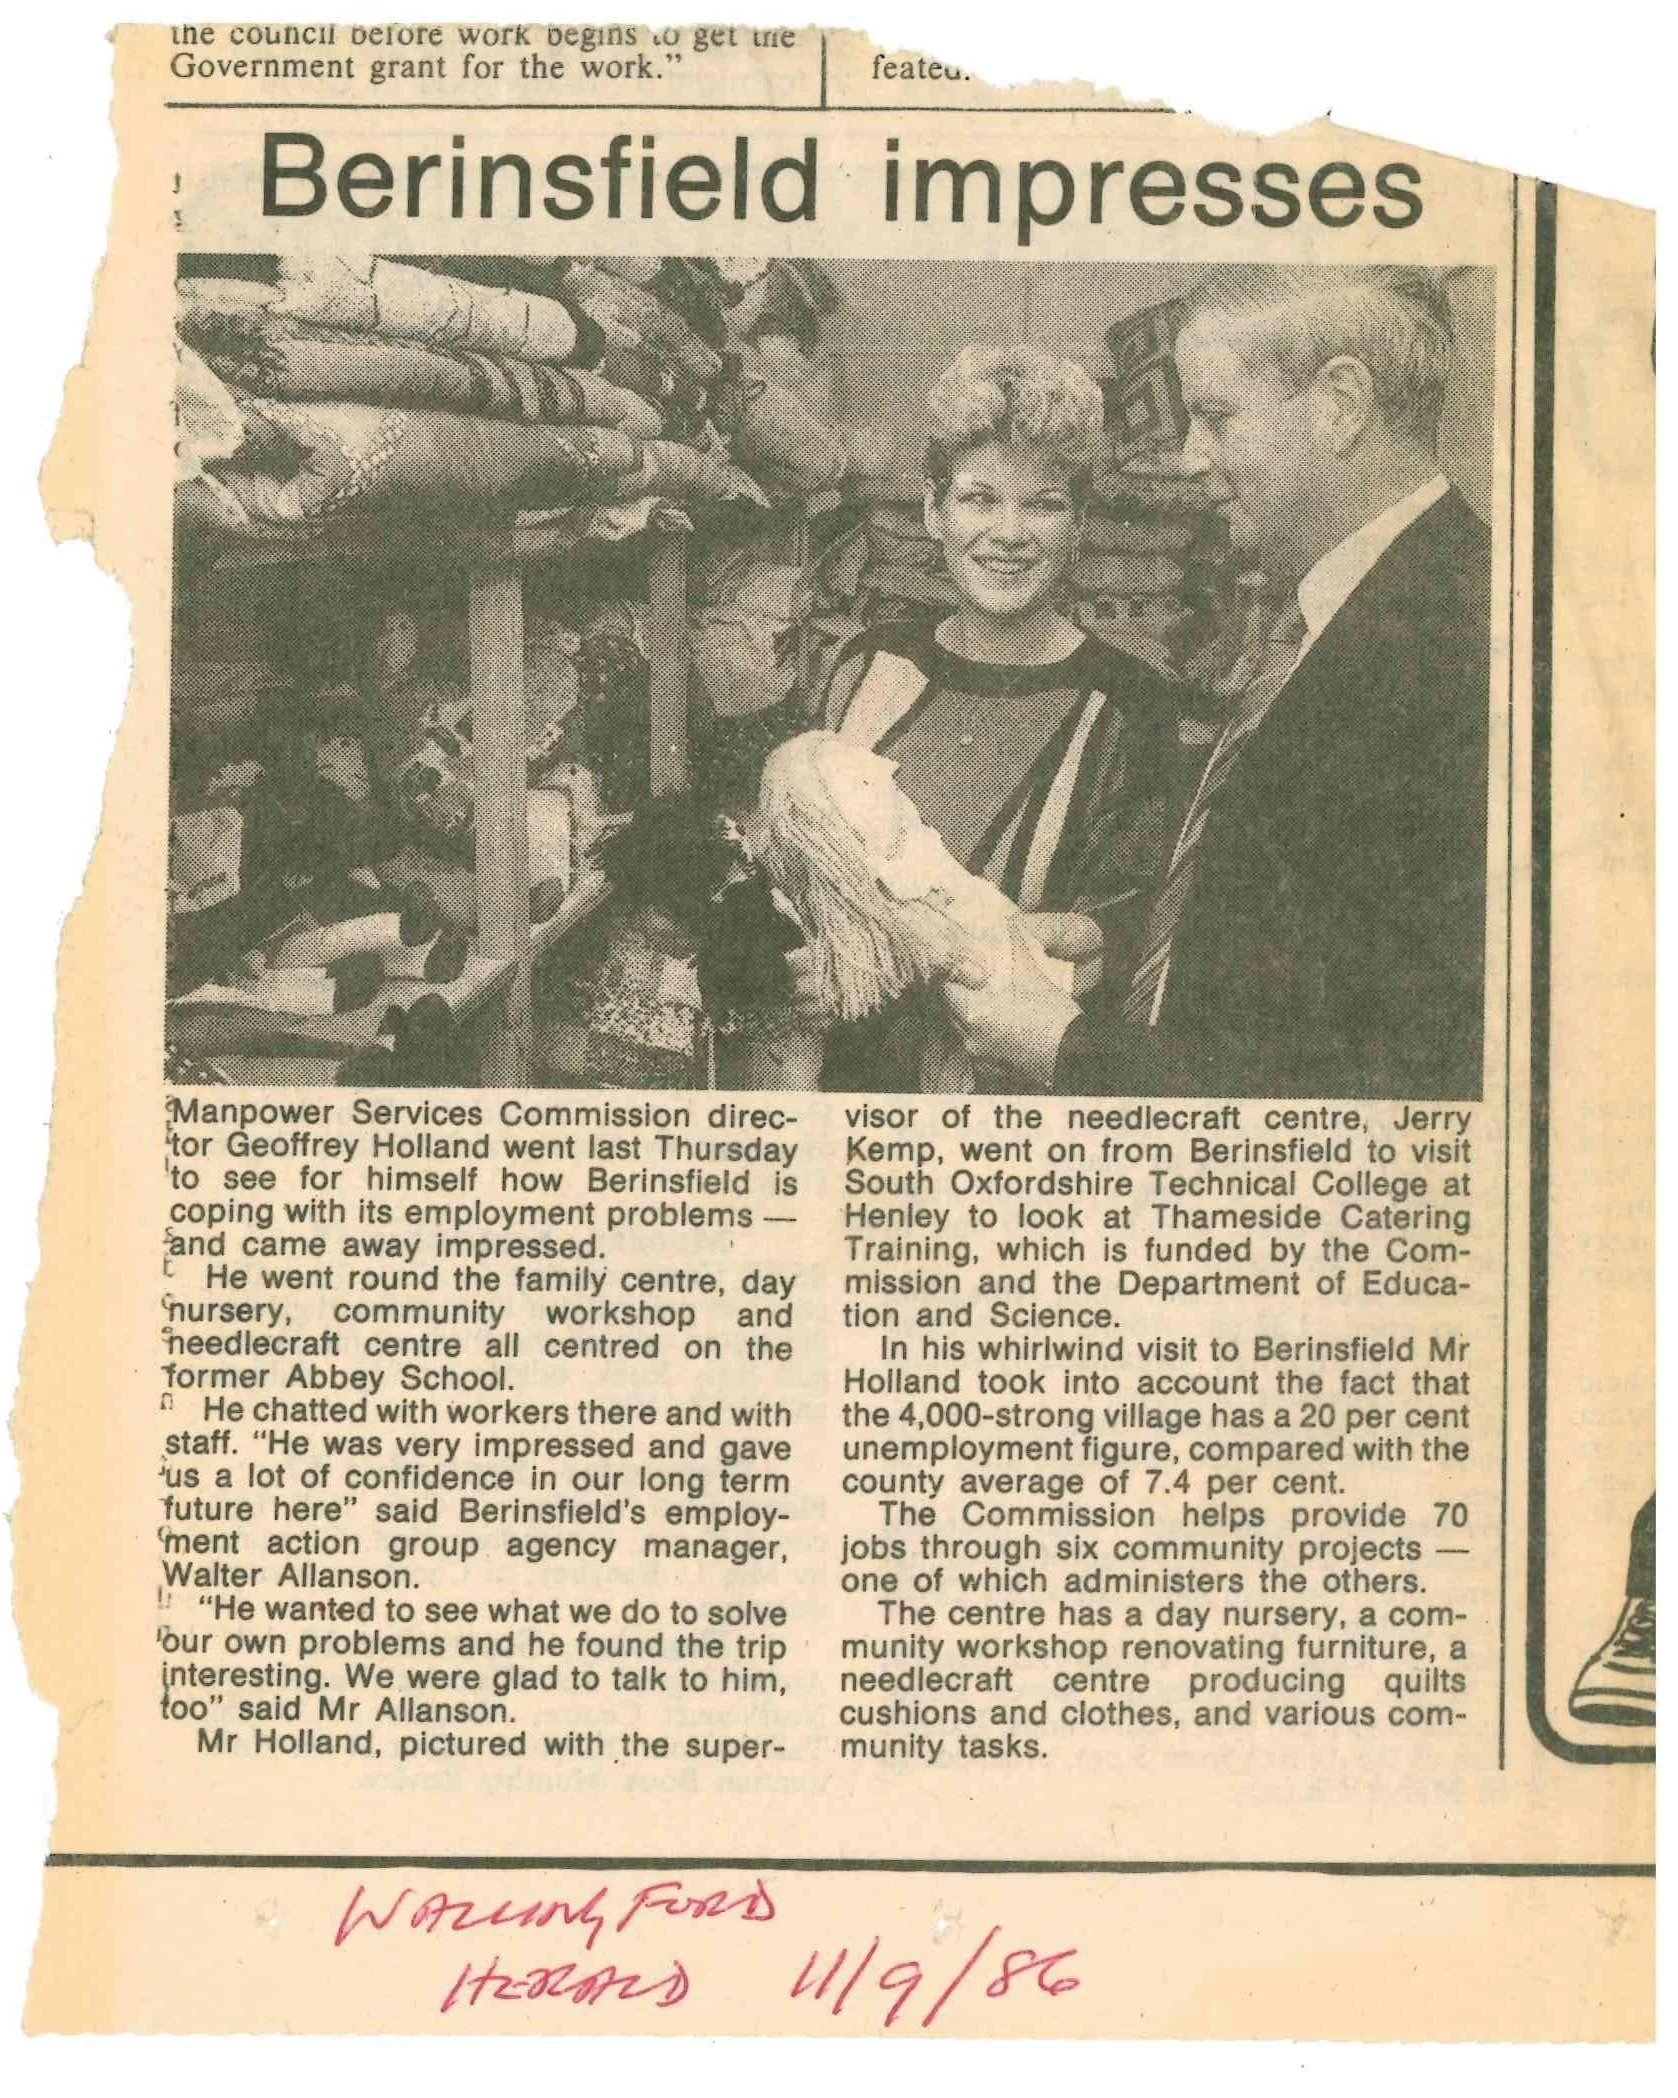 the council before work begins to get the
Government grant for the work."
feated.
Berinsfield impresses
Manpower Services Commission direc-
tor Geoffrey Holland went last Thursday
to see for himself how Berinsfield is
coping with its employment problems —
and came away impressed.
He went round the family centre, day
nursery, community workshop and
needlecraft centre all centred on the
former Abbey School.
He chatted with workers there and with
staff. "He was very impressed and gave
us a lot of confidence in our long term
future here" said Berinsfield's employ-
ment action group agency manager,
Walter Allanson.
"He wanted to see what we do to solve
our own problems and he found the trip
interesting. We were glad to talk to him,
too" said Mr Allanson.
Mr Holland, pictured with the super-
visor of the needlecraft centre, Jerry
Kemp, went on from Berinsfield to visit
South Oxfordshire Technical College at
Henley to look at Thameside Catering
Training, which is funded by the Com-
mission and the Department of Educa-
tion and Science.
In his whirlwind visit to Berinsfield Mr
Holland took into account the fact that
the 4,000-strong village has a 20 per cent
unemployment figure, compared with the
county average of 7.4 per cent.
The Commission helps provide 70
jobs through six community projects —
one of which administers the others.
The centre has a day nursery, a com-
munity workshop renovating furniture, a
needlecraft centre producing quilts
cushions and clothes, and various com-
munity tasks.
WALLINGFORD
HERALD 11/9/86